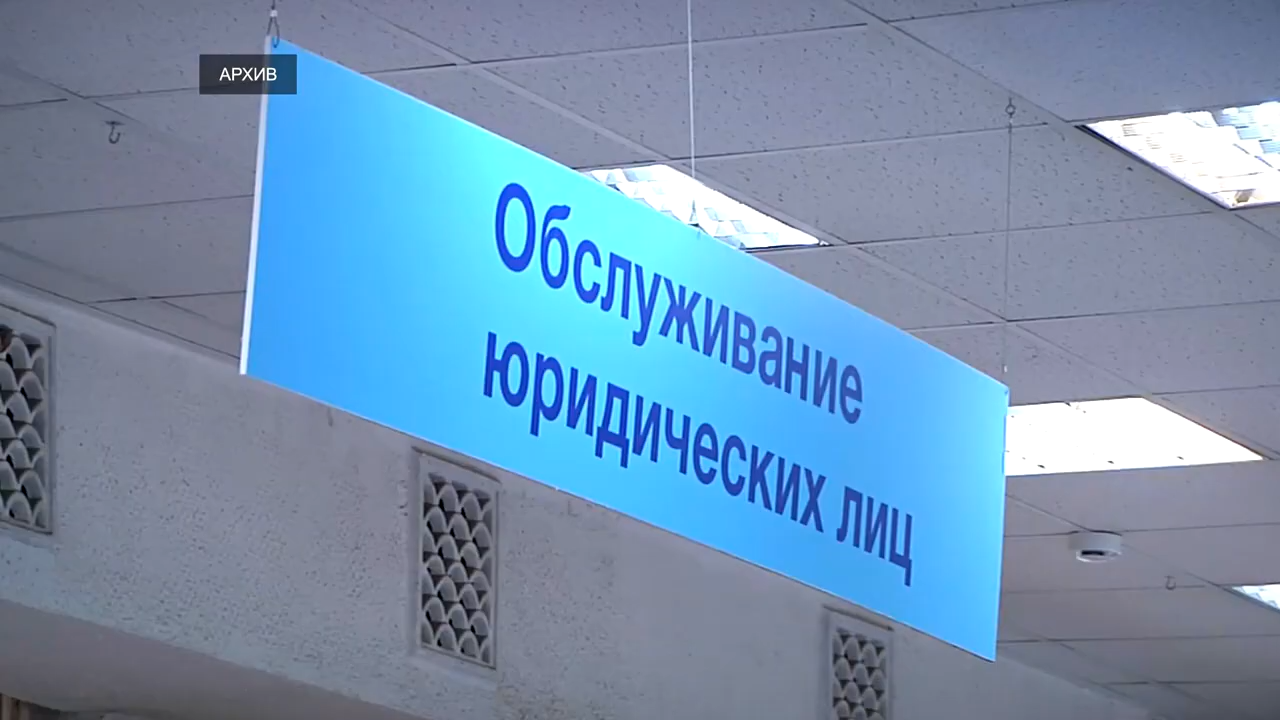 АРХИВ
Обслуживание
юридических лиц